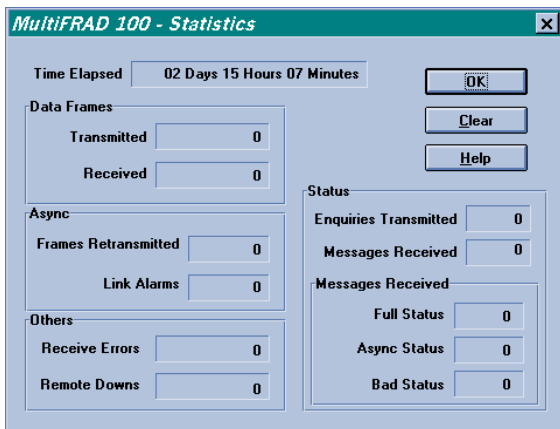 MultiFRAD 100 - Statistics
Time Elapsed 02 Days 15 Hours 07 Minutes
OK
Clear
Help
Data Frames
Transmitted 0
Received 0
Async
Frames Retransmitted 0
Link Alarms 0
Others
Receive Errors 0
Remote Downs 0
Status
Enquiries Transmitted 0
Messages Received 0
Messages Received
Full Status 0
Async Status 0
Bad Status 0